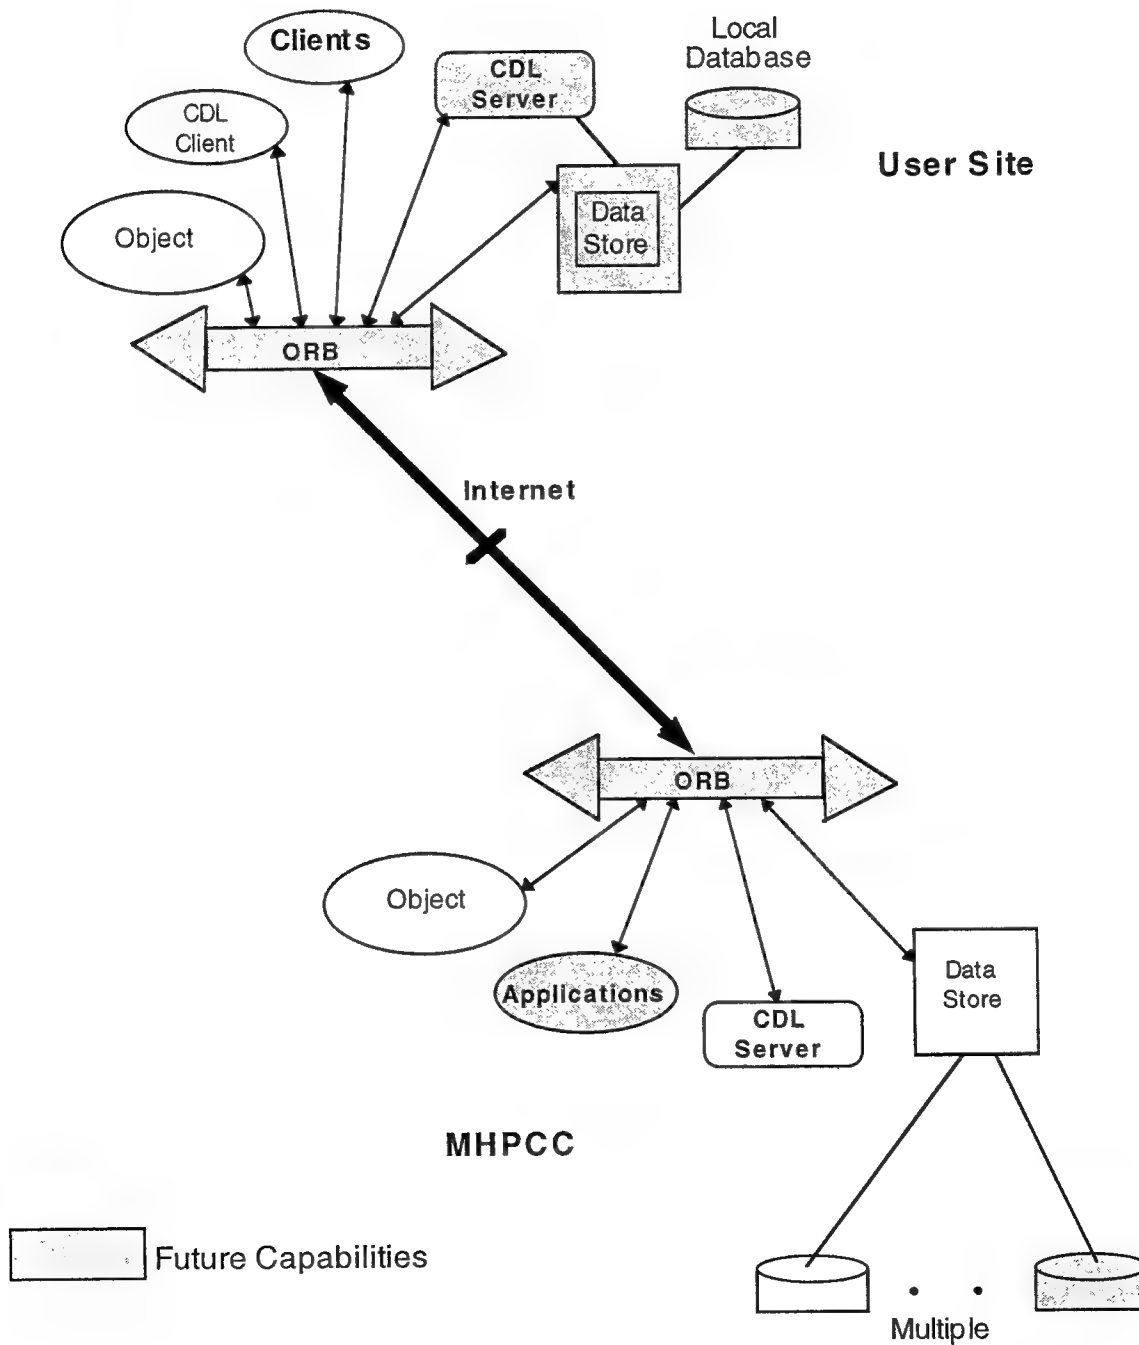 Clients
Local
Database
CDL
Server
CDL
Client
User Site
Data
Store
Object
ORB
Internet
ORB
Object
Applications
Data
Store
CDL
Server
MHPCC
Future Capabilities
Multiple